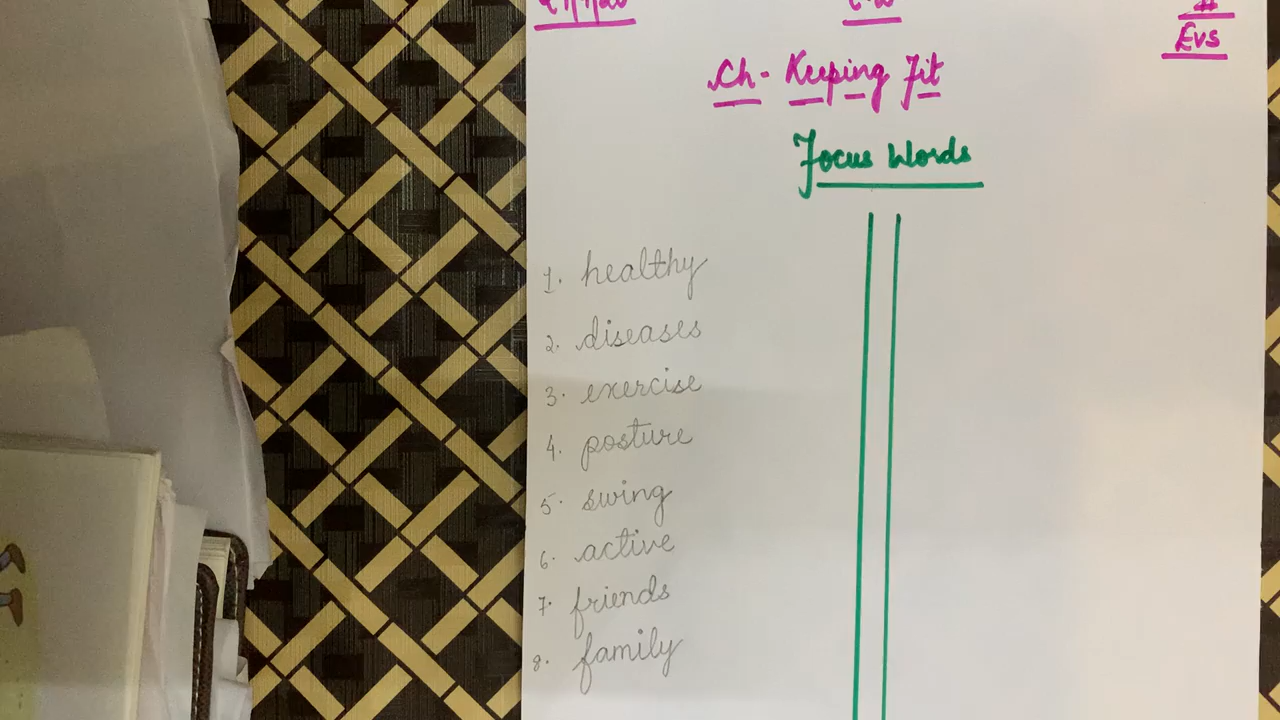 Evs
Ch- Keeping Fit
Focus Words
1. healthy
2. diseases
3. exercise
4. posture
5. swing
6. active
7. friends
8. family